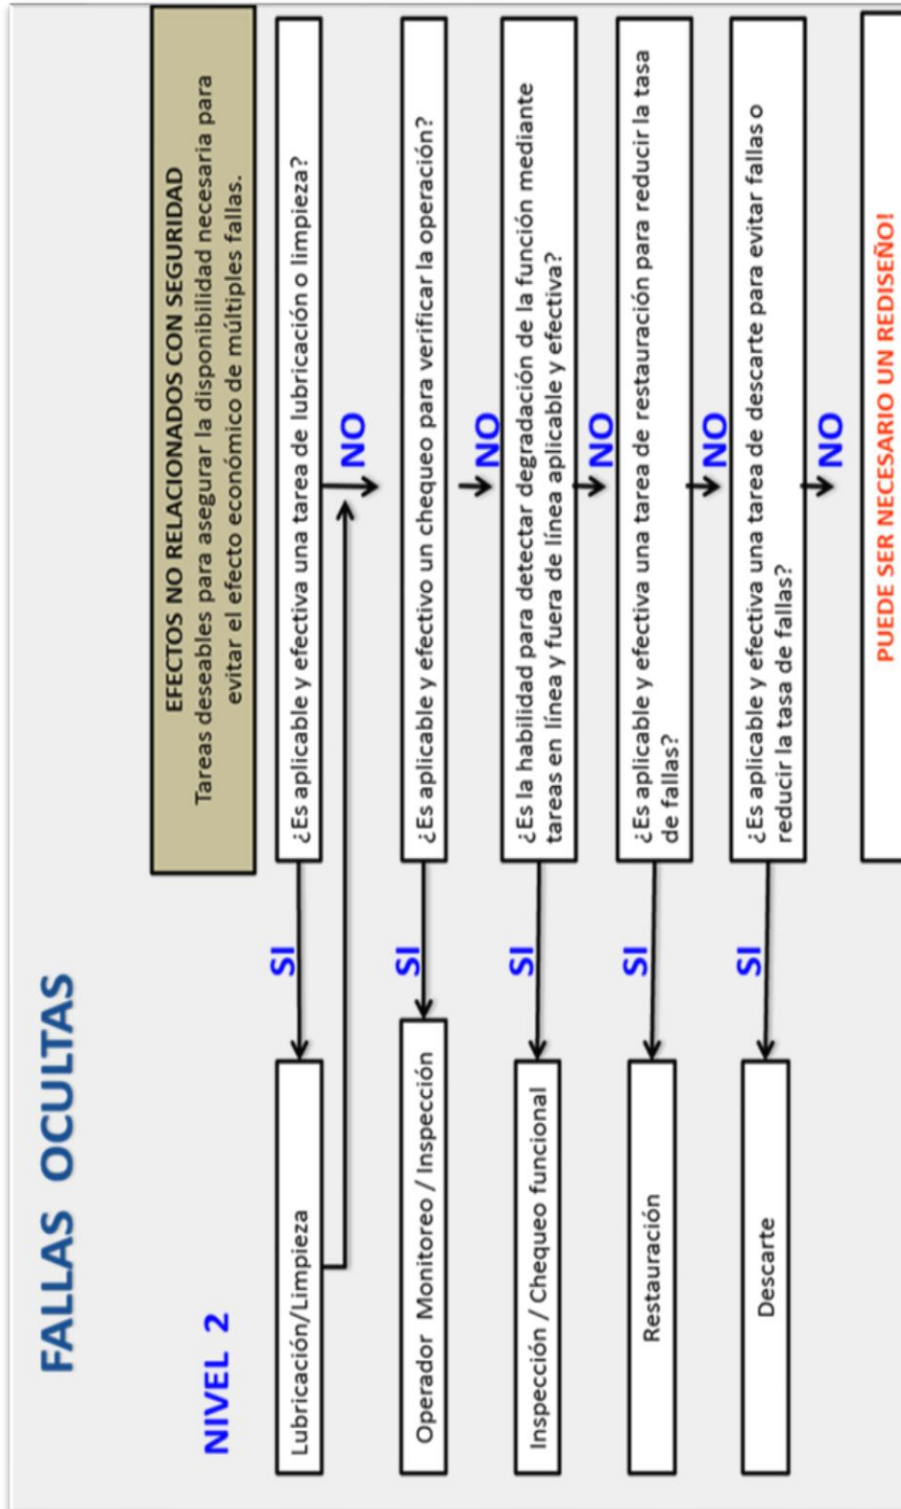 FALLAS OCULTAS
NIVEL 2
EFECTOS NO RELACIONADOS CON SEGURIDAD
Tareas deseables para asegurar la disponibilidad necesaria para
evitar el efecto económico de múltiples fallas.
Lubricación/Limpieza
SI
¿Es aplicable y efectiva una tarea de lubricación o limpieza?
NO
Operador Monitoreo / Inspección
SI
¿Es aplicable y efectivo un chequeo para verificar la operación?
NO
Inspección / Chequeo funcional
SI
¿Es la habilidad para detectar degradación de la función mediante
tareas en línea y fuera de línea aplicable y efectiva?
NO
Restauración
SI
¿Es aplicable y efectiva una tarea de restauración para reducir la tasa
de fallas?
NO
Descarte
SI
¿Es aplicable y efectiva una tarea de descarte para evitar fallas o
reducir la tasa de fallas?
NO
PUEDE SER NECESARIO UN REDISEÑO!